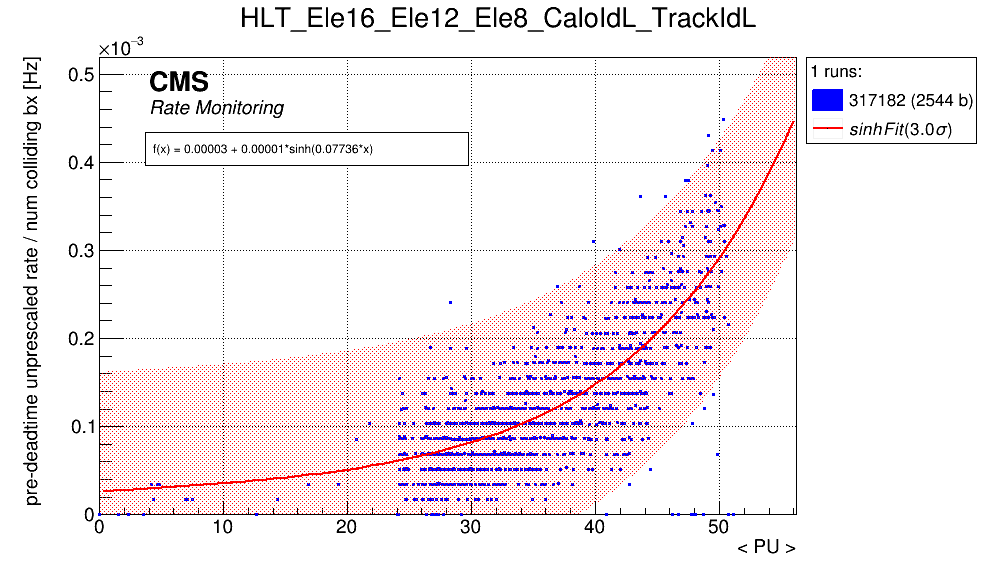 HLT_Ele16_Ele12_Ele8_CaloIdL_TrackIdL
×10⁻³
pre-deadtime unprescaled rate / num colliding bx [Hz]
0.5
0.4
0.3
0.2
0.1
0
CMS
Rate Monitoring
f(x) = 0.00003 + 0.00001*sinh(0.07736*x)
1 runs:
317182 (2544 b)
sinhFit(3.0σ)
0 10 20 30 40 50
< PU >